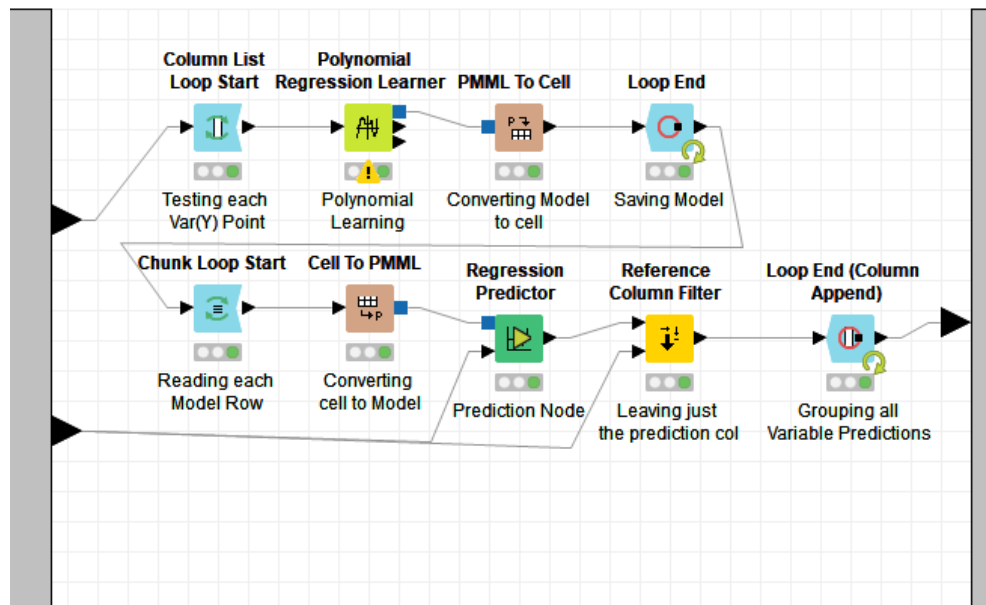 Column List
Loop Start
Polynomial
Regression Learner
PMML To Cell
Loop End
Testing each
Var(Y) Point
Polynomial
Learning
Converting Model
to cell
Saving Model
Chunk Loop Start
Cell To PMML
Regression
Predictor
Reference
Column Filter
Loop End (Column
Append)
Reading each
Model Row
Converting
cell to Model
Prediction Node
Leaving just
the prediction col
Grouping all
Variable Predictions